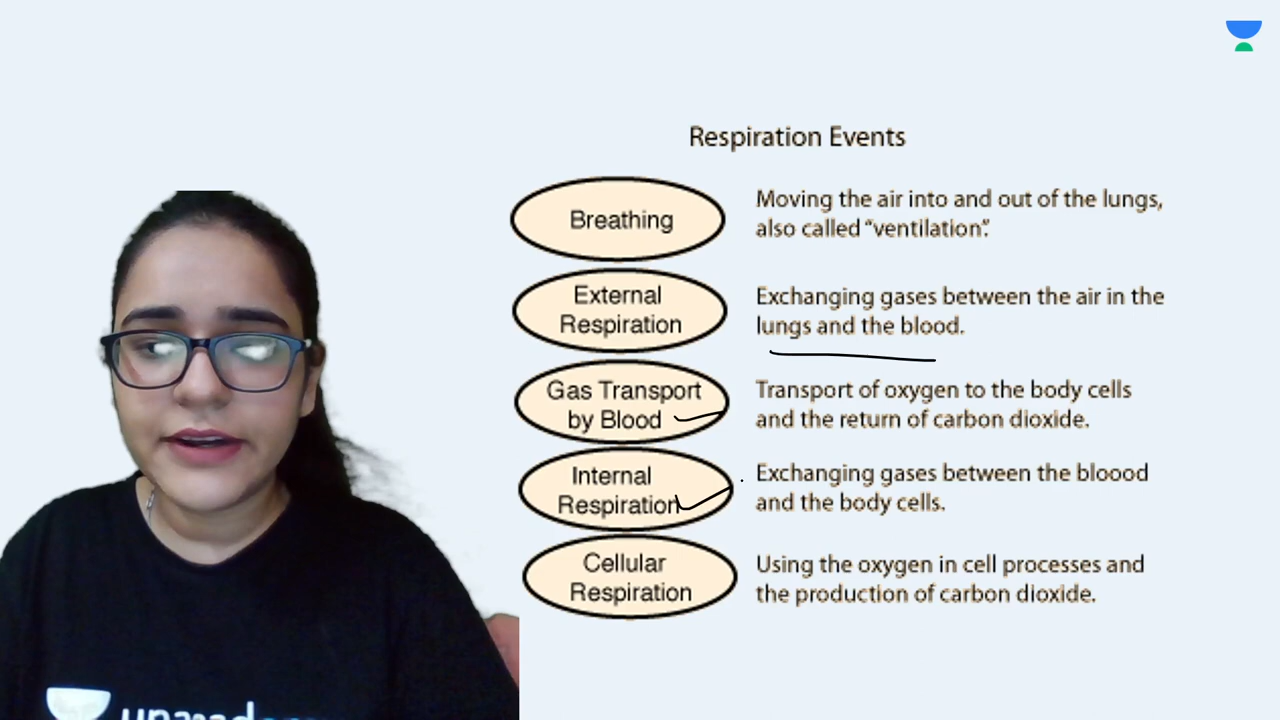 Respiration Events
Breathing
Moving the air into and out of the lungs,
also called “ventilation”.
External
Respiration
Exchanging gases between the air in the
lungs and the blood.
Gas Transport
by Blood
Transport of oxygen to the body cells
and the return of carbon dioxide.
Internal
Respiration
Exchanging gases between the bloood
and the body cells.
Cellular
Respiration
Using the oxygen in cell processes and
the production of carbon dioxide.